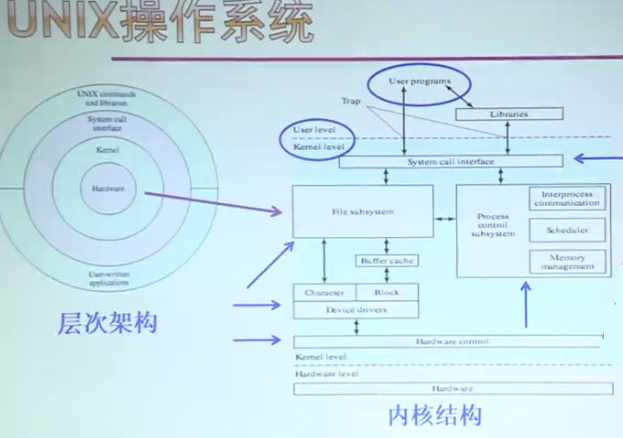 UNIX操作系统
UNIX commands
and libraries
System call
interface
Kernel
Hardware
User-written
applications
层次架构
User programs
Trap
Libraries
User level
Kernel level
System call interface
File subsystem
Process
control
subsystem
Interprocess
communication
Scheduler
Memory
management
Buffer cache
Character
Block
Device drivers
Hardware control
Kernel level
Hardware level
Hardware
内核结构